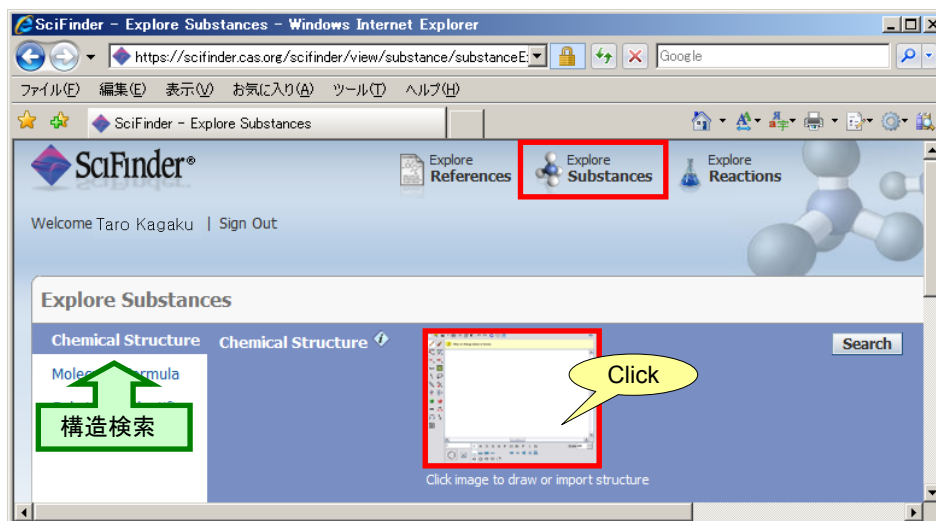 SciFinder - Explore Substances - Windows Internet Explorer
https://scifinder.cas.org/scifinder/view/substance/substanceE:
Google
ファイル(F) 編集(E) 表示(V) お気に入り(A) ツール(T) ヘルプ(H)
SciFinder - Explore Substances
SciFinder®
Explore References
Explore Substances
Explore Reactions
Welcome Taro Kagaku | Sign Out
Explore Substances
Chemical Structure
Chemical Structure
Search
Click
構造検索
Click image to draw or import structure